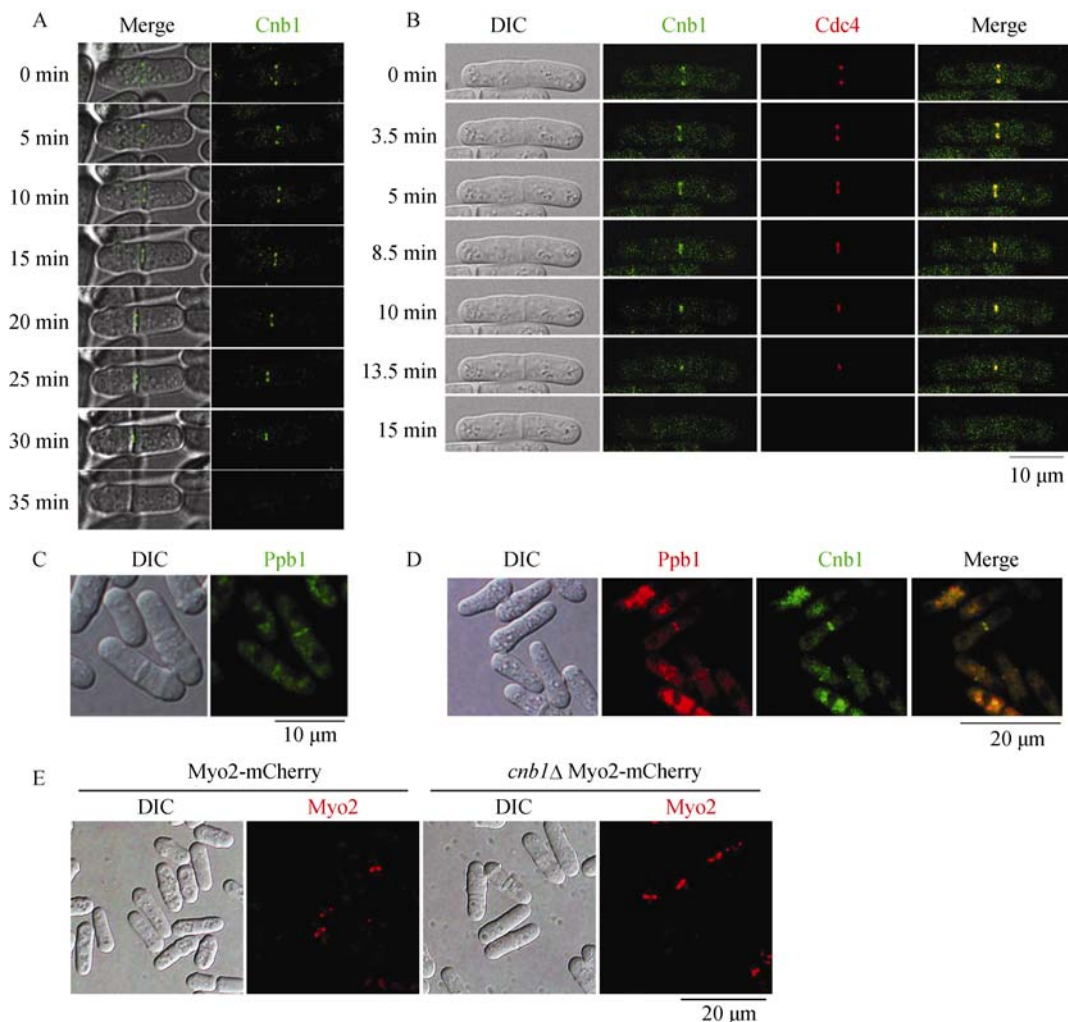 A
Merge Cnb1
0 min
5 min
10 min
15 min
20 min
25 min
30 min
35 min
B
DIC Cnb1 Cdc4 Merge
0 min
3.5 min
5 min
8.5 min
10 min
13.5 min
15 min
10 μm
C
DIC Ppb1
10 μm
D
DIC Ppb1 Cnb1 Merge
20 μm
E
Myo2-mCherry cnb1Δ Myo2-mCherry
DIC Myo2 DIC Myo2
20 μm